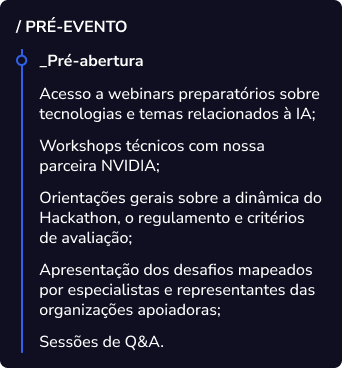 / PRÉ-EVENTO
_Pré-abertura
Acesso a webinars preparatórios sobre
tecnologias e temas relacionados à IA;
Workshops técnicos com nossa
parceira NVIDIA;
Orientações gerais sobre a dinâmica do
Hackathon, o regulamento e critérios
de avaliação;
Apresentação dos desafios mapeados
por especialistas e representantes das
organizações apoiadoras;
Sessões de Q&A.